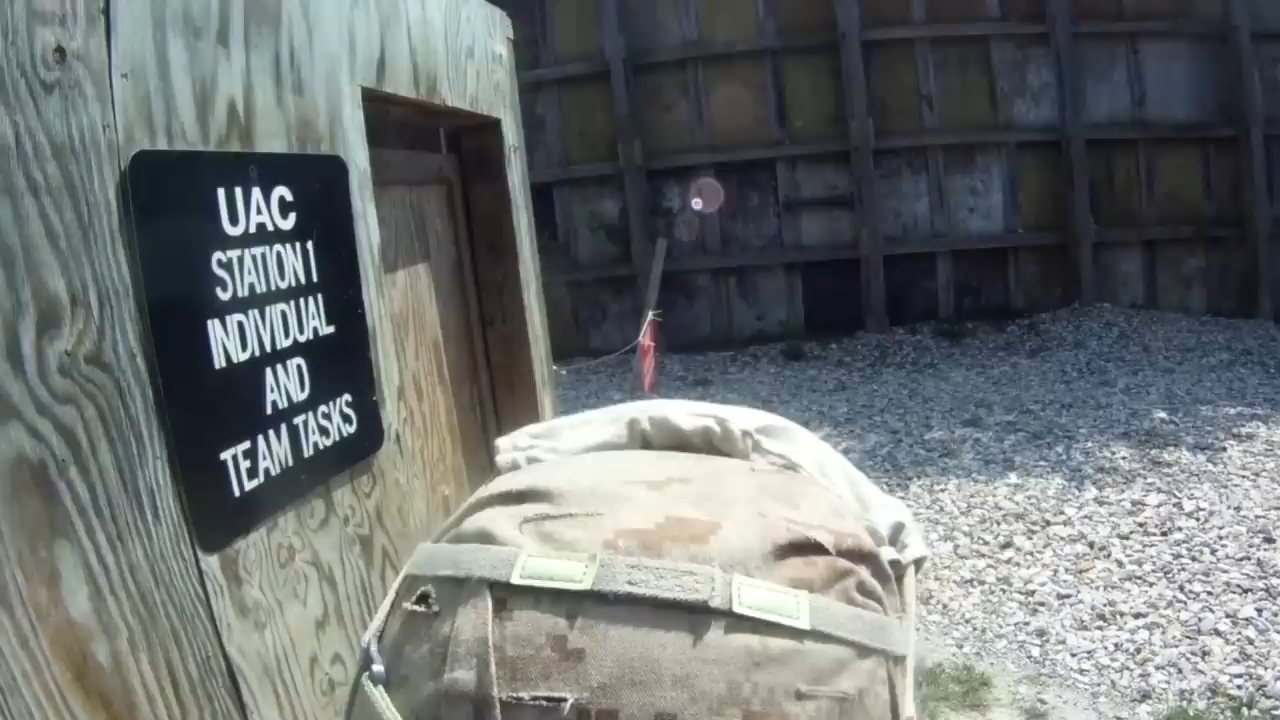 UAC
STATION 1
INDIVIDUAL
AND
TEAM TASKS